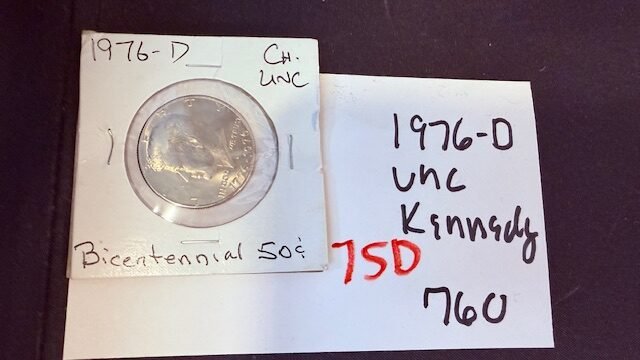 1976-D
CH.
UNC
Bicentennial 50¢
1976-D
unc
Kennedy
75D
760